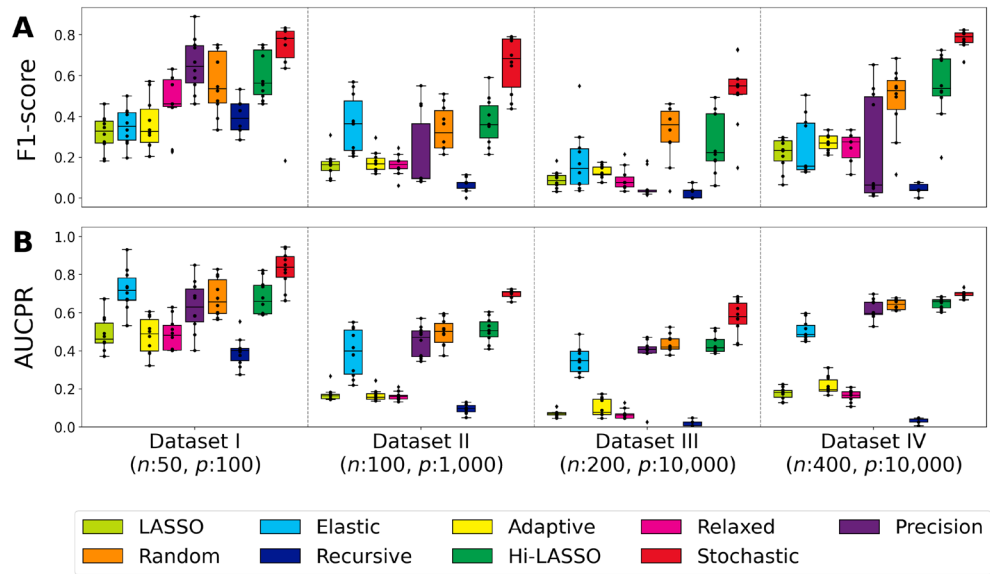 A
F1-score
0.8
0.6
0.4
0.2
0.0
B
AUCPR
1.0
0.8
0.6
0.4
0.2
0.0
Dataset I Dataset II Dataset III Dataset IV
(n:50, p:100) (n:100, p:1,000) (n:200, p:10,000) (n:400, p:10,000)
LASSO Elastic Adaptive Relaxed Precision
Random Recursive Hi-LASSO Stochastic